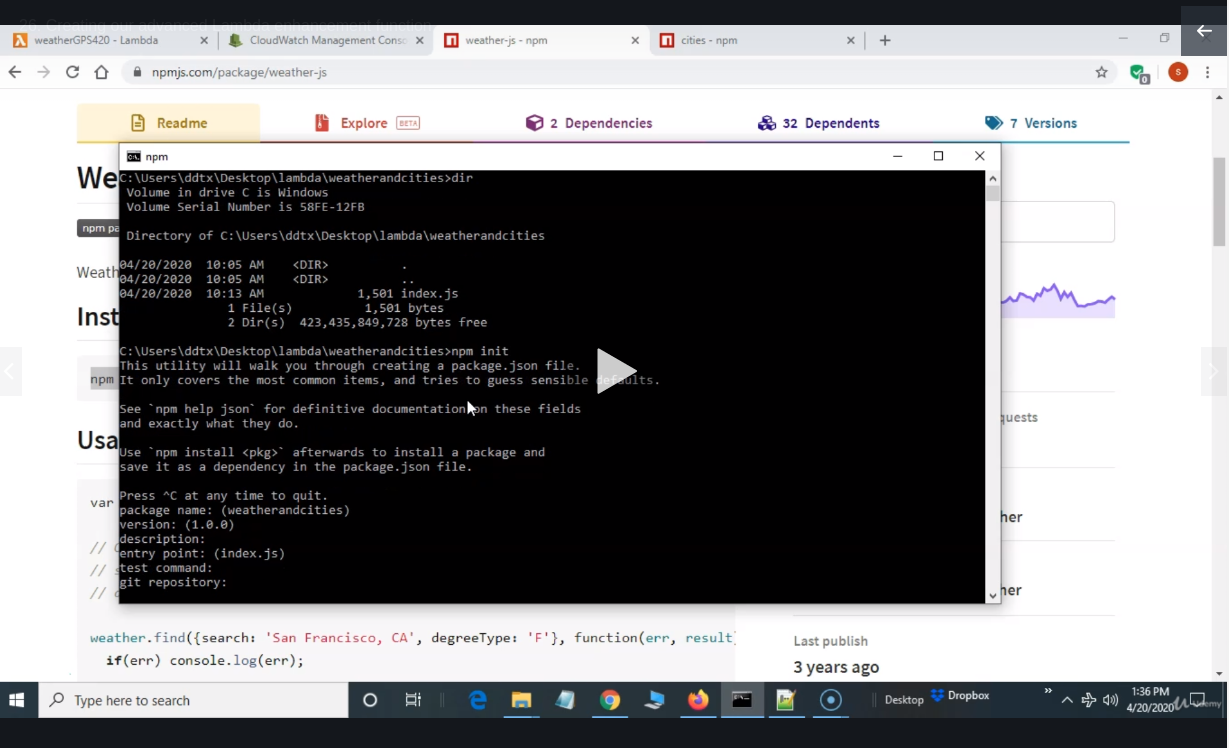 26. Creating our advanced Lambda enhancement function
weatherGPS420 - Lambda
CloudWatch Management Conso
weather-js - npm
cities - npm
npmjs.com/package/weather-js
0
S
Readme
Explore BETA
2 Dependencies
32 Dependents
7 Versions
npm
We
npm pa
Weath
Inst
npm
Usa
var
C:\Users\ddtx\Desktop\lambda\weatherandcities>dir
Volume in drive C is Windows
Volume Serial Number is 58FE-12FB
Directory of C:\Users\ddtx\Desktop\lambda\weatherandcities
04/20/2020 10:05 AM <DIR> .
04/20/2020 10:05 AM <DIR> ..
04/20/2020 10:13 AM 1,501 index.js
1 File(s) 1,501 bytes
2 Dir(s) 423,435,849,728 bytes free
C:\Users\ddtx\Desktop\lambda\weatherandcities>npm init
This utility will walk you through creating a package.json file.
It only covers the most common items, and tries to guess sensible defaults.
See `npm help json` for definitive documentation on these fields
and exactly what they do.
Use `npm install <pkg>` afterwards to install a package and
save it as a dependency in the package.json file.
Press ^C at any time to quit.
package name: (weatherandcities)
version: (1.0.0)
description:
entry point: (index.js)
test command:
git repository:
quests
her
her
//
//
//
weather.find({search: 'San Francisco, CA', degreeType: 'F'}, function(err, result
if(err) console.log(err);
Last publish
3 years ago
Type here to search
Desktop
Dropbox
1:36 PM
4/20/2020
Udemy